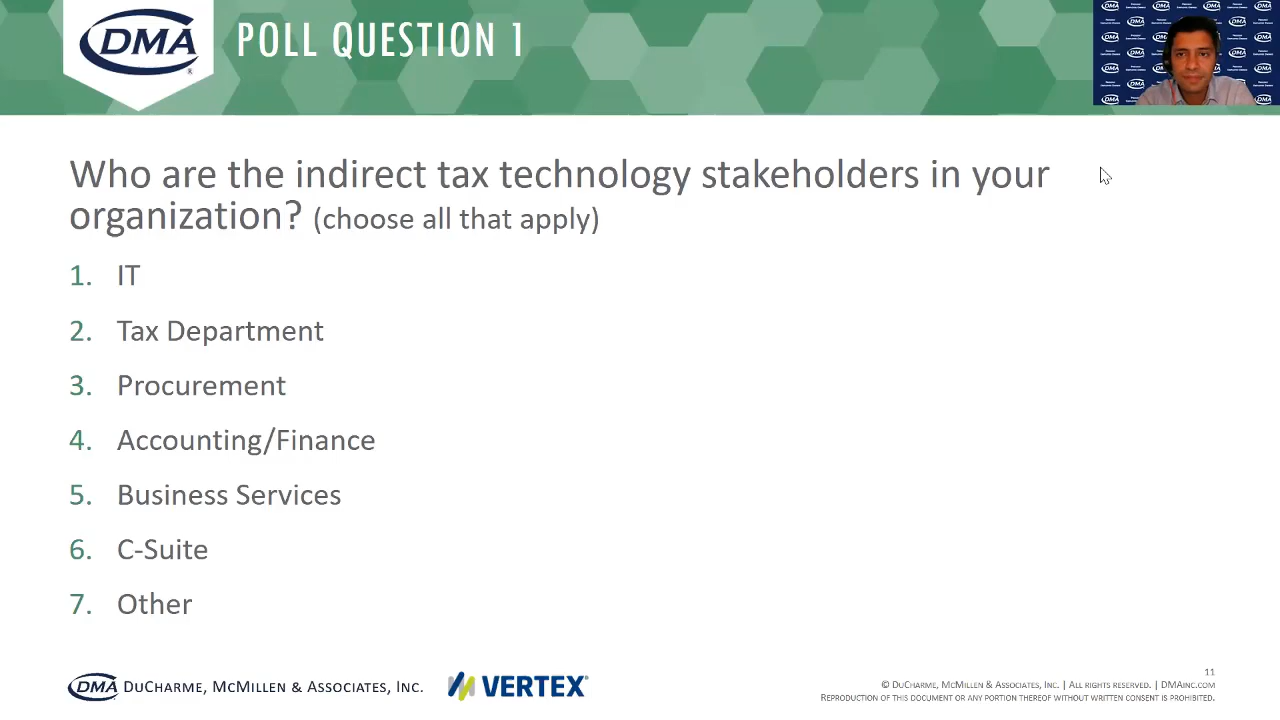 DMA
®
POLL QUESTION 1
Who are the indirect tax technology stakeholders in your
organization? (choose all that apply)
1. IT
2. Tax Department
3. Procurement
4. Accounting/Finance
5. Business Services
6. C-Suite
7. Other
DMA DUCHARME, MCMILLEN & ASSOCIATES, INC.
VERTEX®
11
© DUCHARME, MCMILLEN & ASSOCIATES, INC. | ALL RIGHTS RESERVED. | DMAINC.COM
REPRODUCTION OF THIS DOCUMENT OR ANY PORTION THEREOF WITHOUT WRITTEN CONSENT IS PROHIBITED.